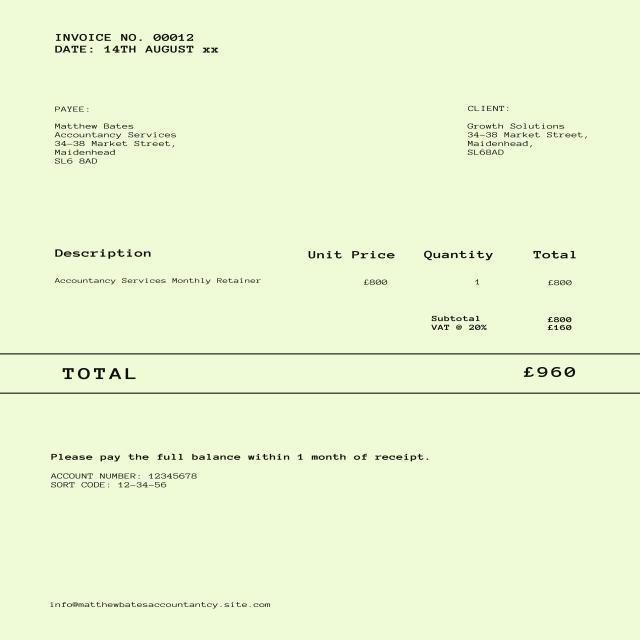 INVOICE NO. 00012
DATE: 14TH AUGUST xx
PAYEE:
Matthew Bates
Accountancy Services
34-38 Market Street,
Maidenhead
SL6 8AD
CLIENT:
Growth Solutions
34-38 Market Street,
Maidenhead,
SL68AD
Description Unit Price Quantity Total
Accountancy Services Monthly Retainer £800 1 £800
Subtotal £800
VAT @ 20% £160
TOTAL £960
Please pay the full balance within 1 month of receipt.
ACCOUNT NUMBER: 12345678
SORT CODE: 12-34-56
info@matthewbatesaccountantcy.site.com